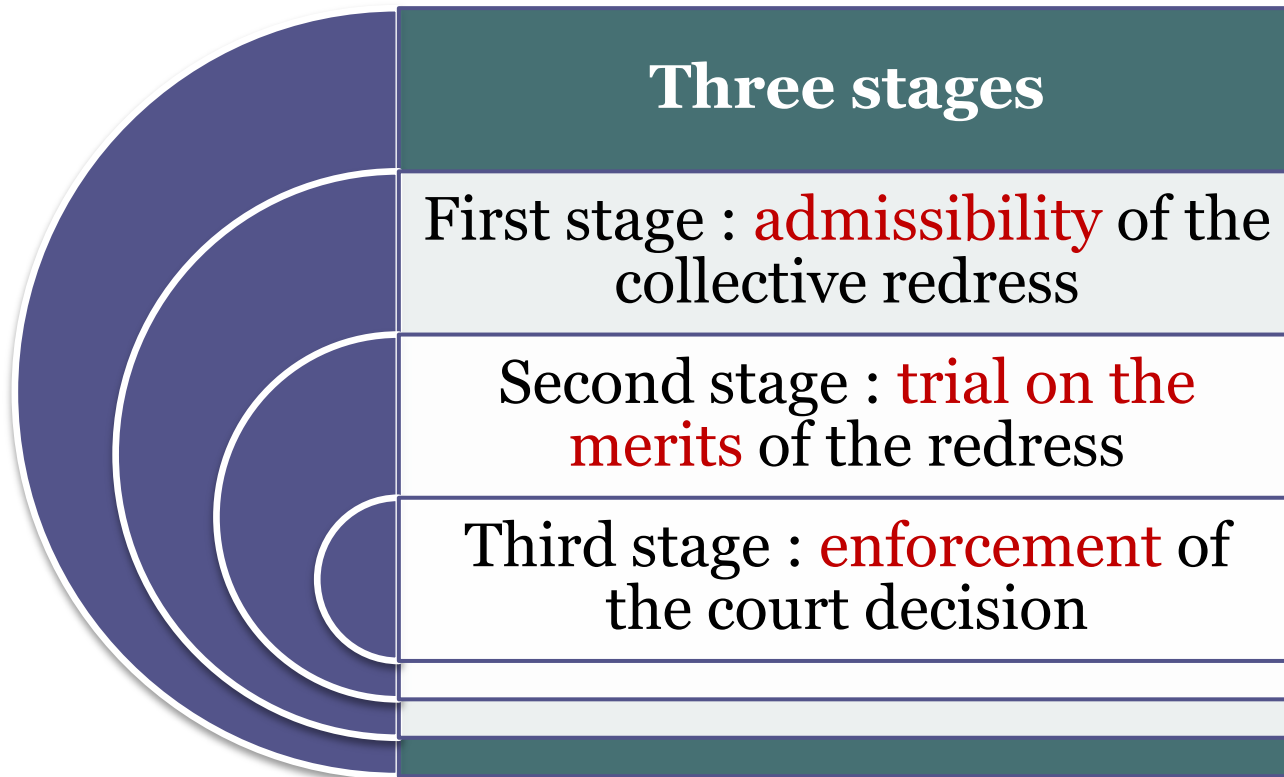 Three stages
First stage : admissibility of the
collective redress
Second stage : trial on the
merits of the redress
Third stage : enforcement of
the court decision